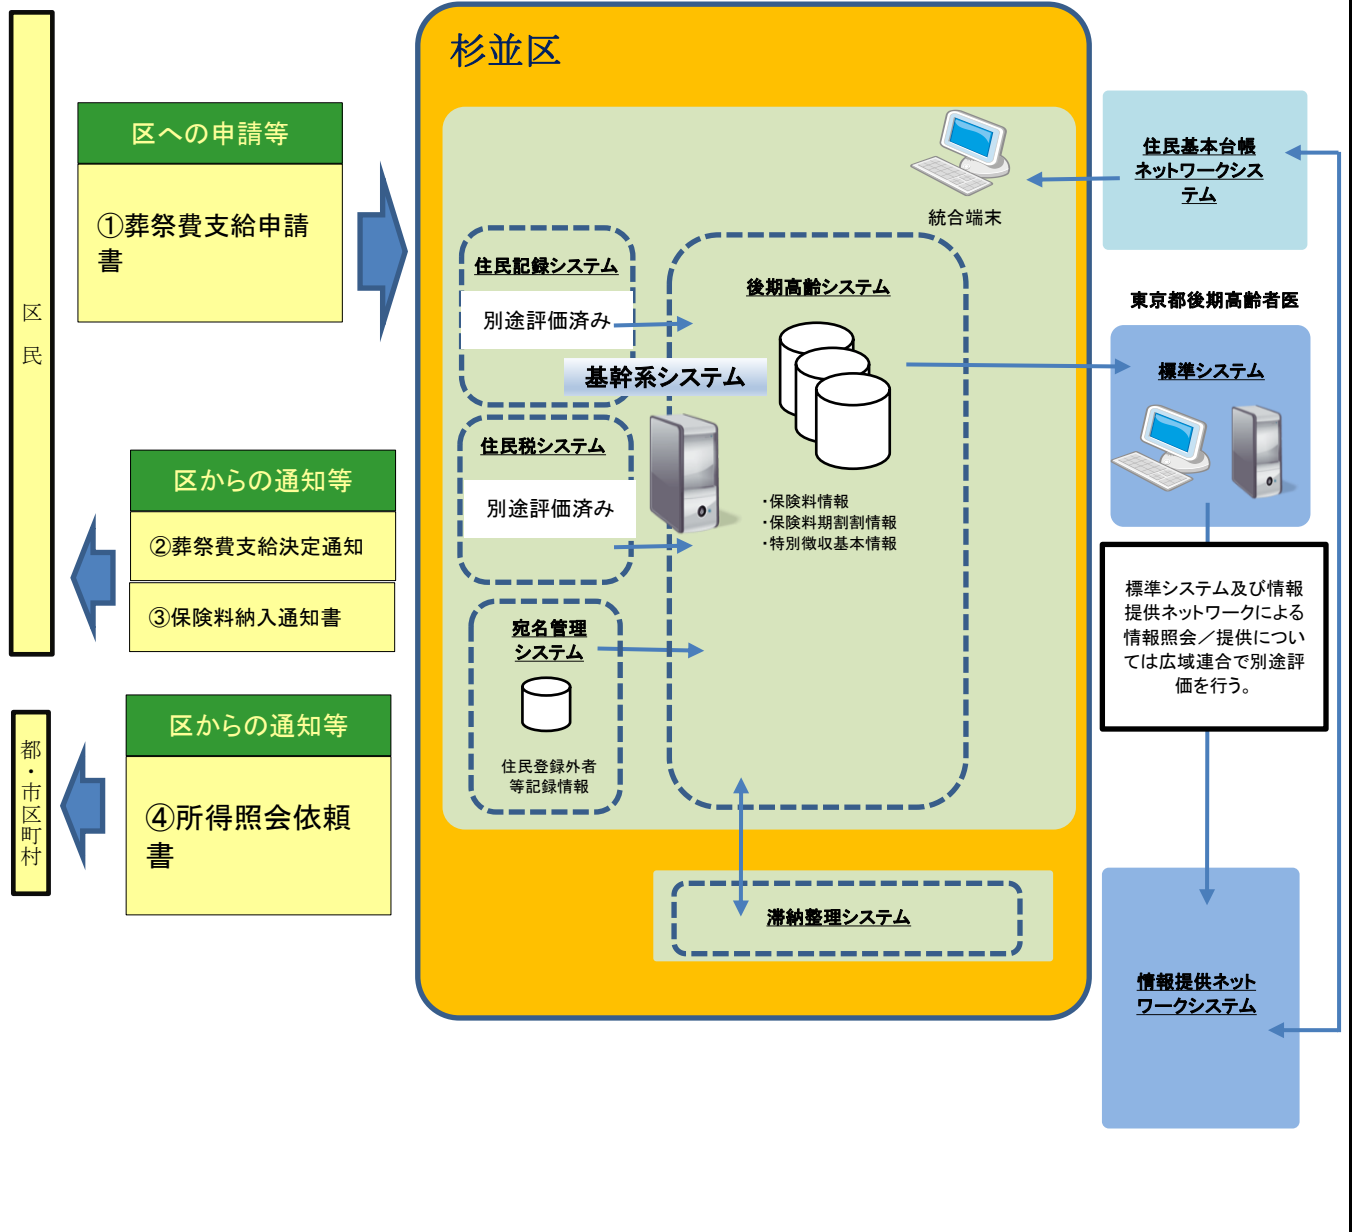 区
民
区への申請等
①葬祭費支給申請
書
区からの通知等
②葬祭費支給決定通知
③保険料納入通知書
都・市区町村
区からの通知等
④所得照会依頼
書
杉並区
統合端末
住民記録システム
別途評価済み
基幹系システム
住民税システム
別途評価済み
宛名管理
システム
住民登録外者
等記録情報
後期高齢システム
・保険料情報
・保険料期割割情報
・特別徴収基本情報
滞納整理システム
住民基本台帳
ネットワークシス
テム
東京都後期高齢者医
標準システム
標準システム及び情報
提供ネットワークによる
情報照会／提供につい
ては広域連合で別途評
価を行う。
情報提供ネット
ワークシステム